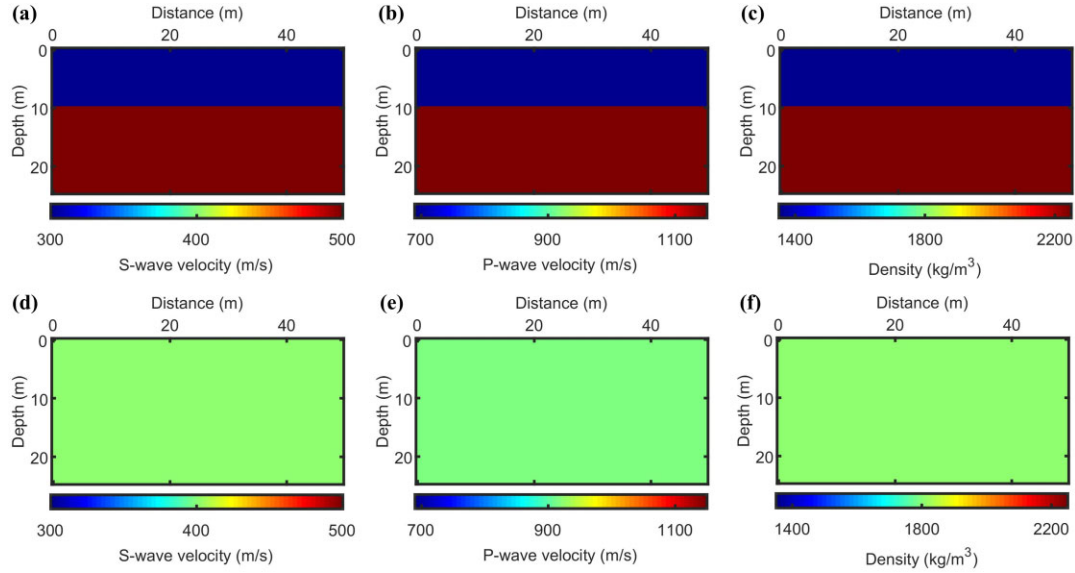 (a)
Distance (m)
0 20 40
0
10
20
Depth (m)
300 400 500
S-wave velocity (m/s)
(b)
Distance (m)
0 20 40
0
10
20
Depth (m)
700 900 1100
P-wave velocity (m/s)
(c)
Distance (m)
0 20 40
0
10
20
Depth (m)
1400 1800 2200
Density (kg/m³)
(d)
Distance (m)
0 20 40
0
10
20
Depth (m)
300 400 500
S-wave velocity (m/s)
(e)
Distance (m)
0 20 40
0
10
20
Depth (m)
700 900 1100
P-wave velocity (m/s)
(f)
Distance (m)
0 20 40
0
10
20
Depth (m)
1400 1800 2200
Density (kg/m³)